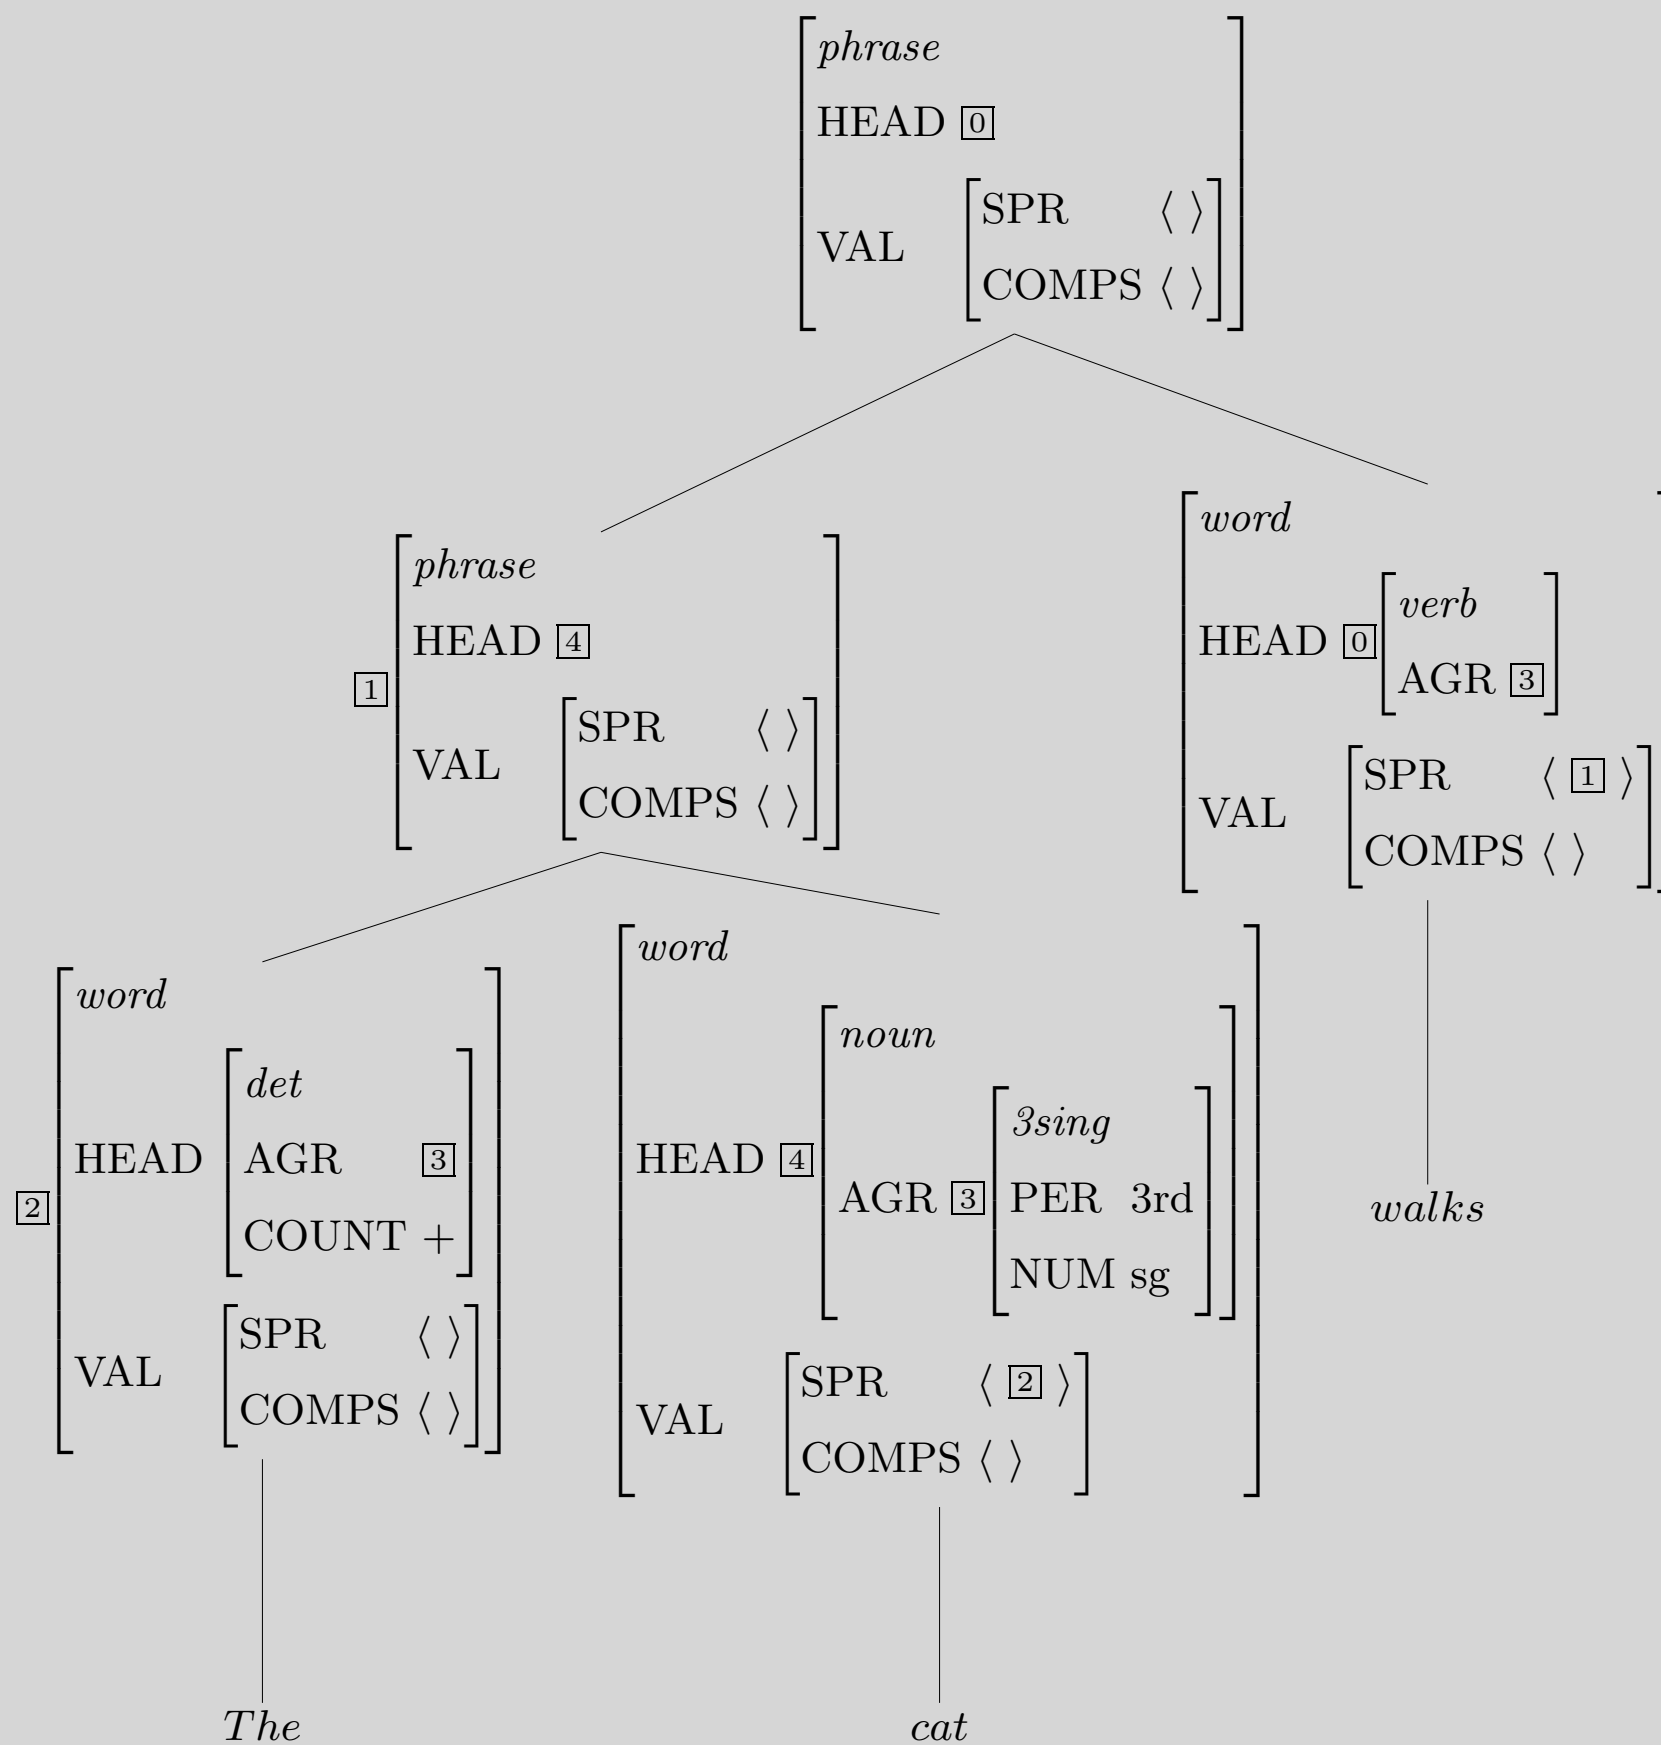 phrase
HEAD 0
VAL
SPR ⟨ ⟩
COMPS ⟨ ⟩
1
phrase
HEAD 4
VAL
SPR ⟨ ⟩
COMPS ⟨ ⟩
word
HEAD 0
verb
AGR 3
VAL
SPR ⟨ 1 ⟩
COMPS ⟨ ⟩
walks
2
word
HEAD
det
AGR 3
COUNT +
VAL
SPR ⟨ ⟩
COMPS ⟨ ⟩
The
word
HEAD 4
noun
AGR 3
3sing
PER 3rd
NUM sg
VAL
SPR ⟨ 2 ⟩
COMPS ⟨ ⟩
cat